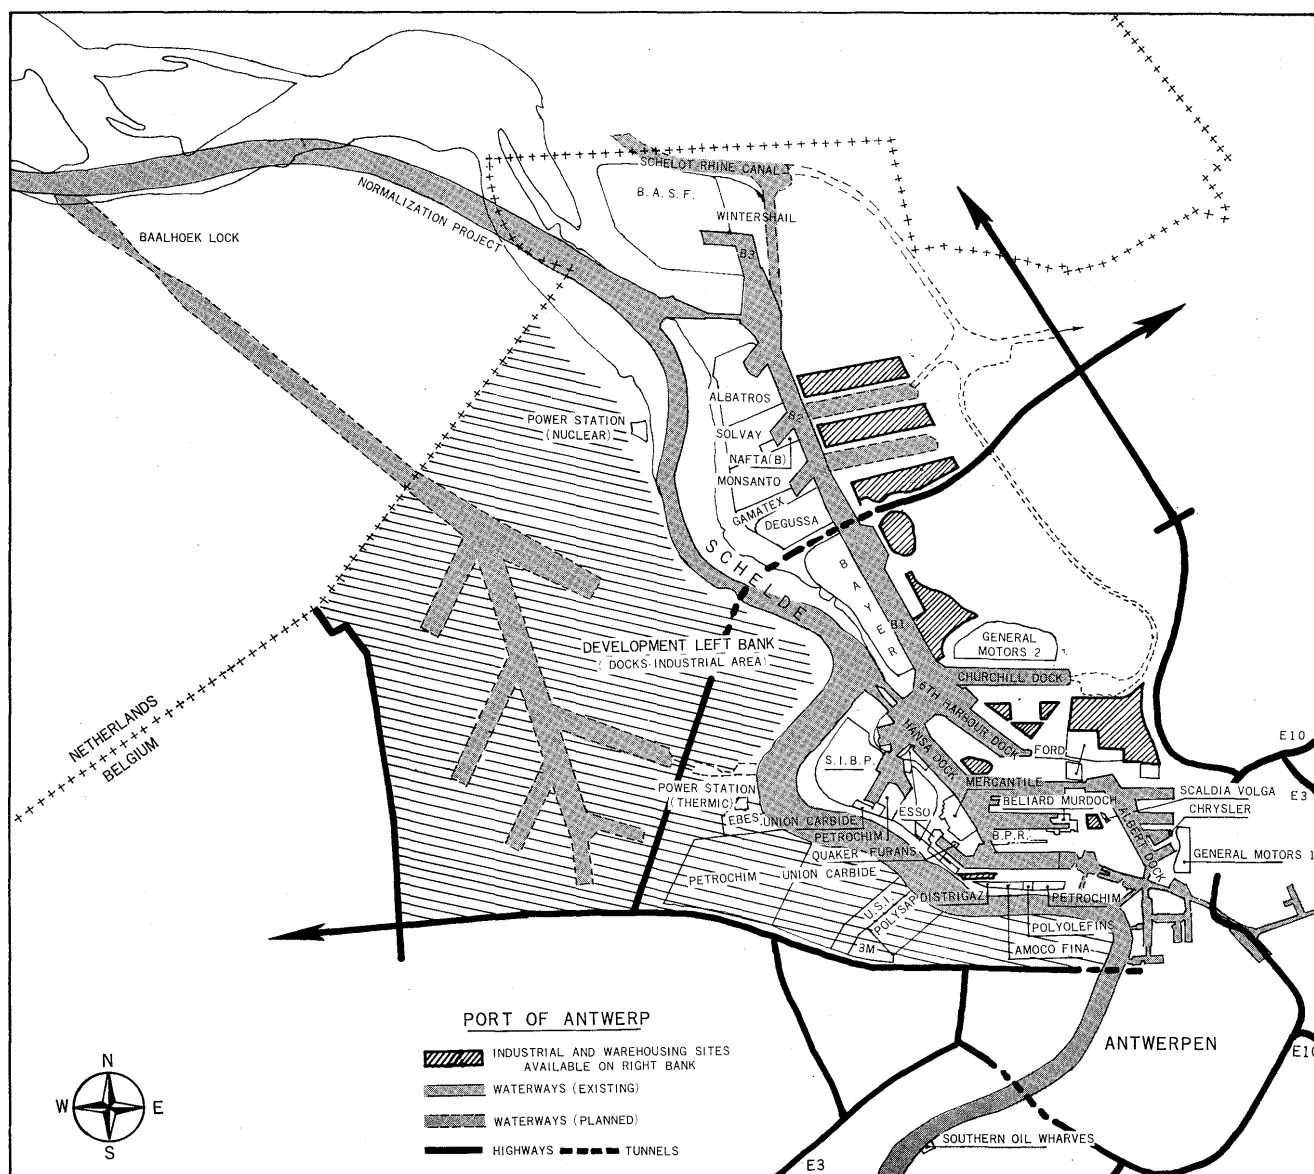 SCHELOT RHINE CANAL
B.A.S.F.
NORMALIZATION PROJECT
WINTERSHAIL
BAALHOEK LOCK
B3
ALBATROS
POWER STATION
(NUCLEAR)
B2
SOLVAY
NAFTA(B)
MONSANTO
GAMATEX
DEGUSSA
SCHELDE
BAYER
B1
DEVELOPMENT LEFT BANK
(DOCKS-INDUSTRIAL AREA)
GENERAL
MOTORS 2
CHURCHILL DOCK
6TH HARBOUR DOCK
HANSA DOCK
NETHERLANDS
BELGIUM
E10
FORD
S.I.B.P.
MERCANTILE
POWER STATION
(THERMIC)
SCALDIA VOLGA
E3
BELIARD MURDOCH
CHRYSLER
ESSO
ALBERT DOCK
EBES
UNION CARBIDE
PETROCHIM
B.P.R.
QUAKER-FURANS
GENERAL MOTORS 1
PETROCHIM
UNION CARBIDE
U.S.I.
POLYSAR
DISTRIGAZ
PETROCHIM
POLYOLEFINS
3M
AMOCO FINA
PORT OF ANTWERP
INDUSTRIAL AND WAREHOUSING SITES
AVAILABLE ON RIGHT BANK
WATERWAYS (EXISTING)
WATERWAYS (PLANNED)
HIGHWAYS
TUNNELS
N
W
E
S
ANTWERPEN
E10
SOUTHERN OIL WHARVES
E3